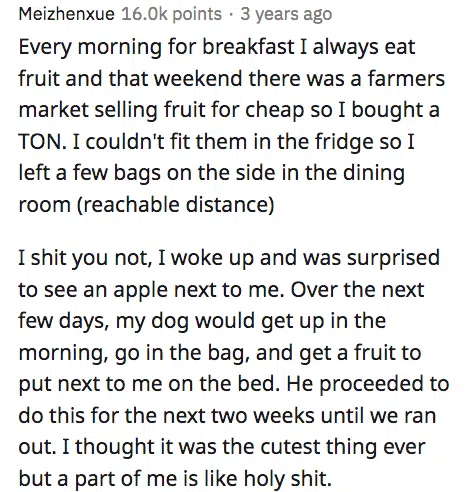 Meizhenxue 16.0k points · 3 years ago
Every morning for breakfast I always eat
fruit and that weekend there was a farmers
market selling fruit for cheap so I bought a
TON. I couldn't fit them in the fridge so I
left a few bags on the side in the dining
room (reachable distance)
I shit you not, I woke up and was surprised
to see an apple next to me. Over the next
few days, my dog would get up in the
morning, go in the bag, and get a fruit to
put next to me on the bed. He proceeded to
do this for the next two weeks until we ran
out. I thought it was the cutest thing ever
but a part of me is like holy shit.